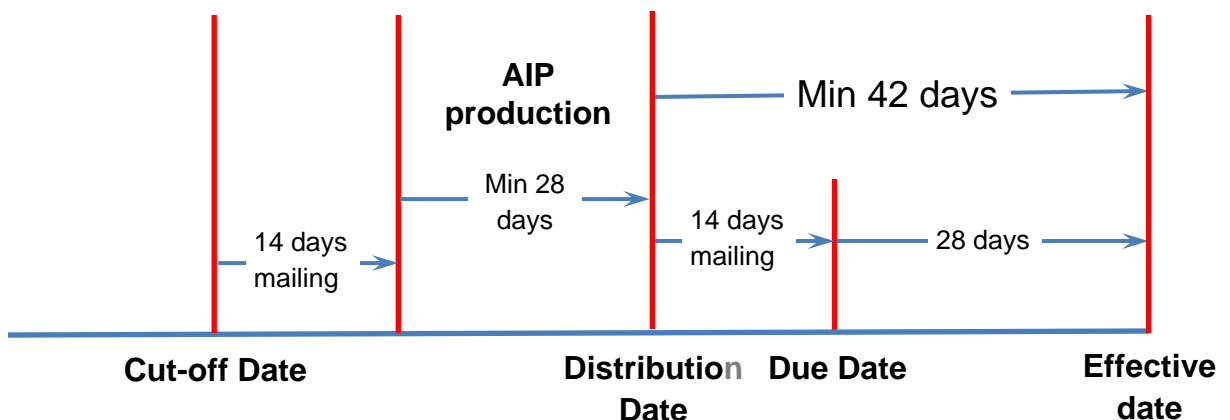 AIP
production
Min 42 days
Min 28
days
14 days
mailing
14 days
mailing
28 days
Cut-off Date
Distribution
Date
Due Date
Effective
date